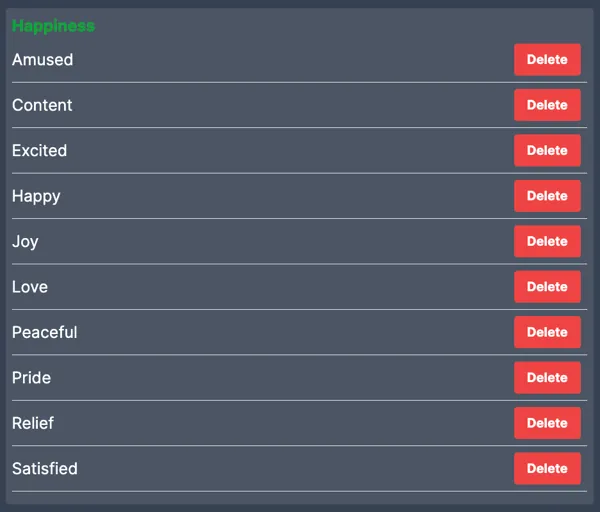 Happiness
Amused Delete
Content Delete
Excited Delete
Happy Delete
Joy Delete
Love Delete
Peaceful Delete
Pride Delete
Relief Delete
Satisfied Delete